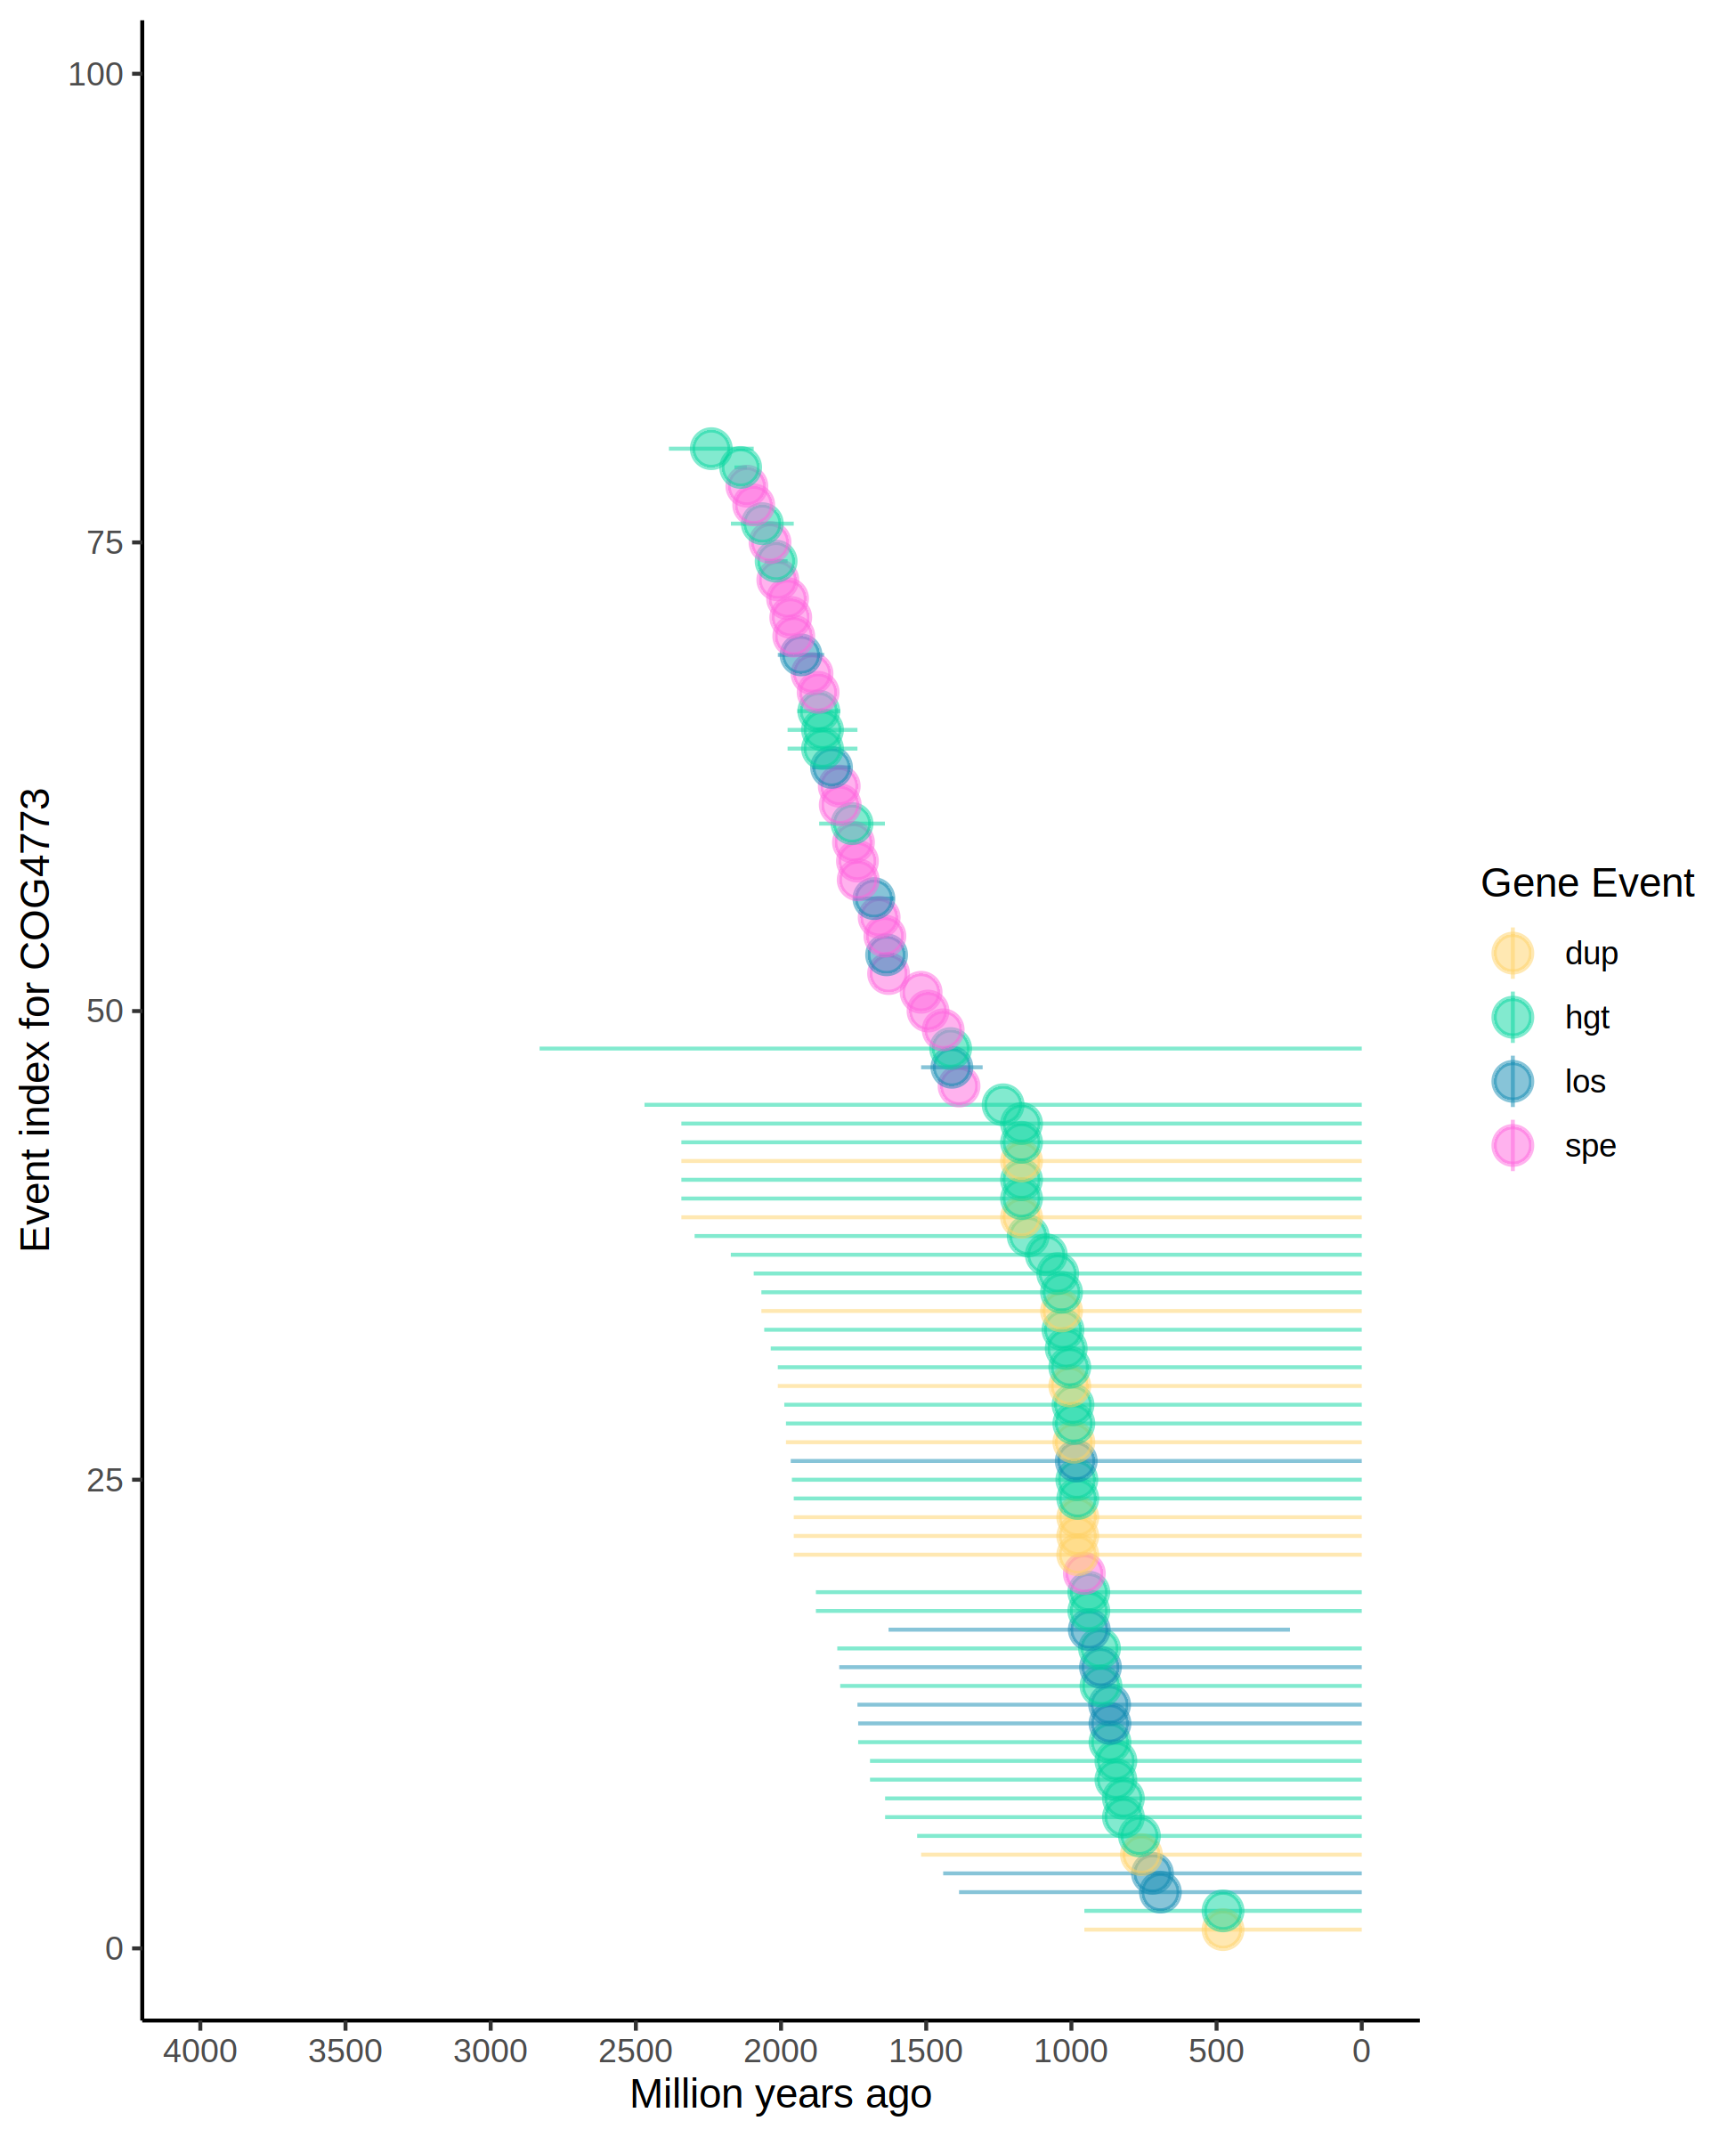 100
75
50
25
0
Event index for COG4773
4000 3500 3000 2500 2000 1500 1000 500 0
Million years ago
Gene Event
dup
hgt
los
spe